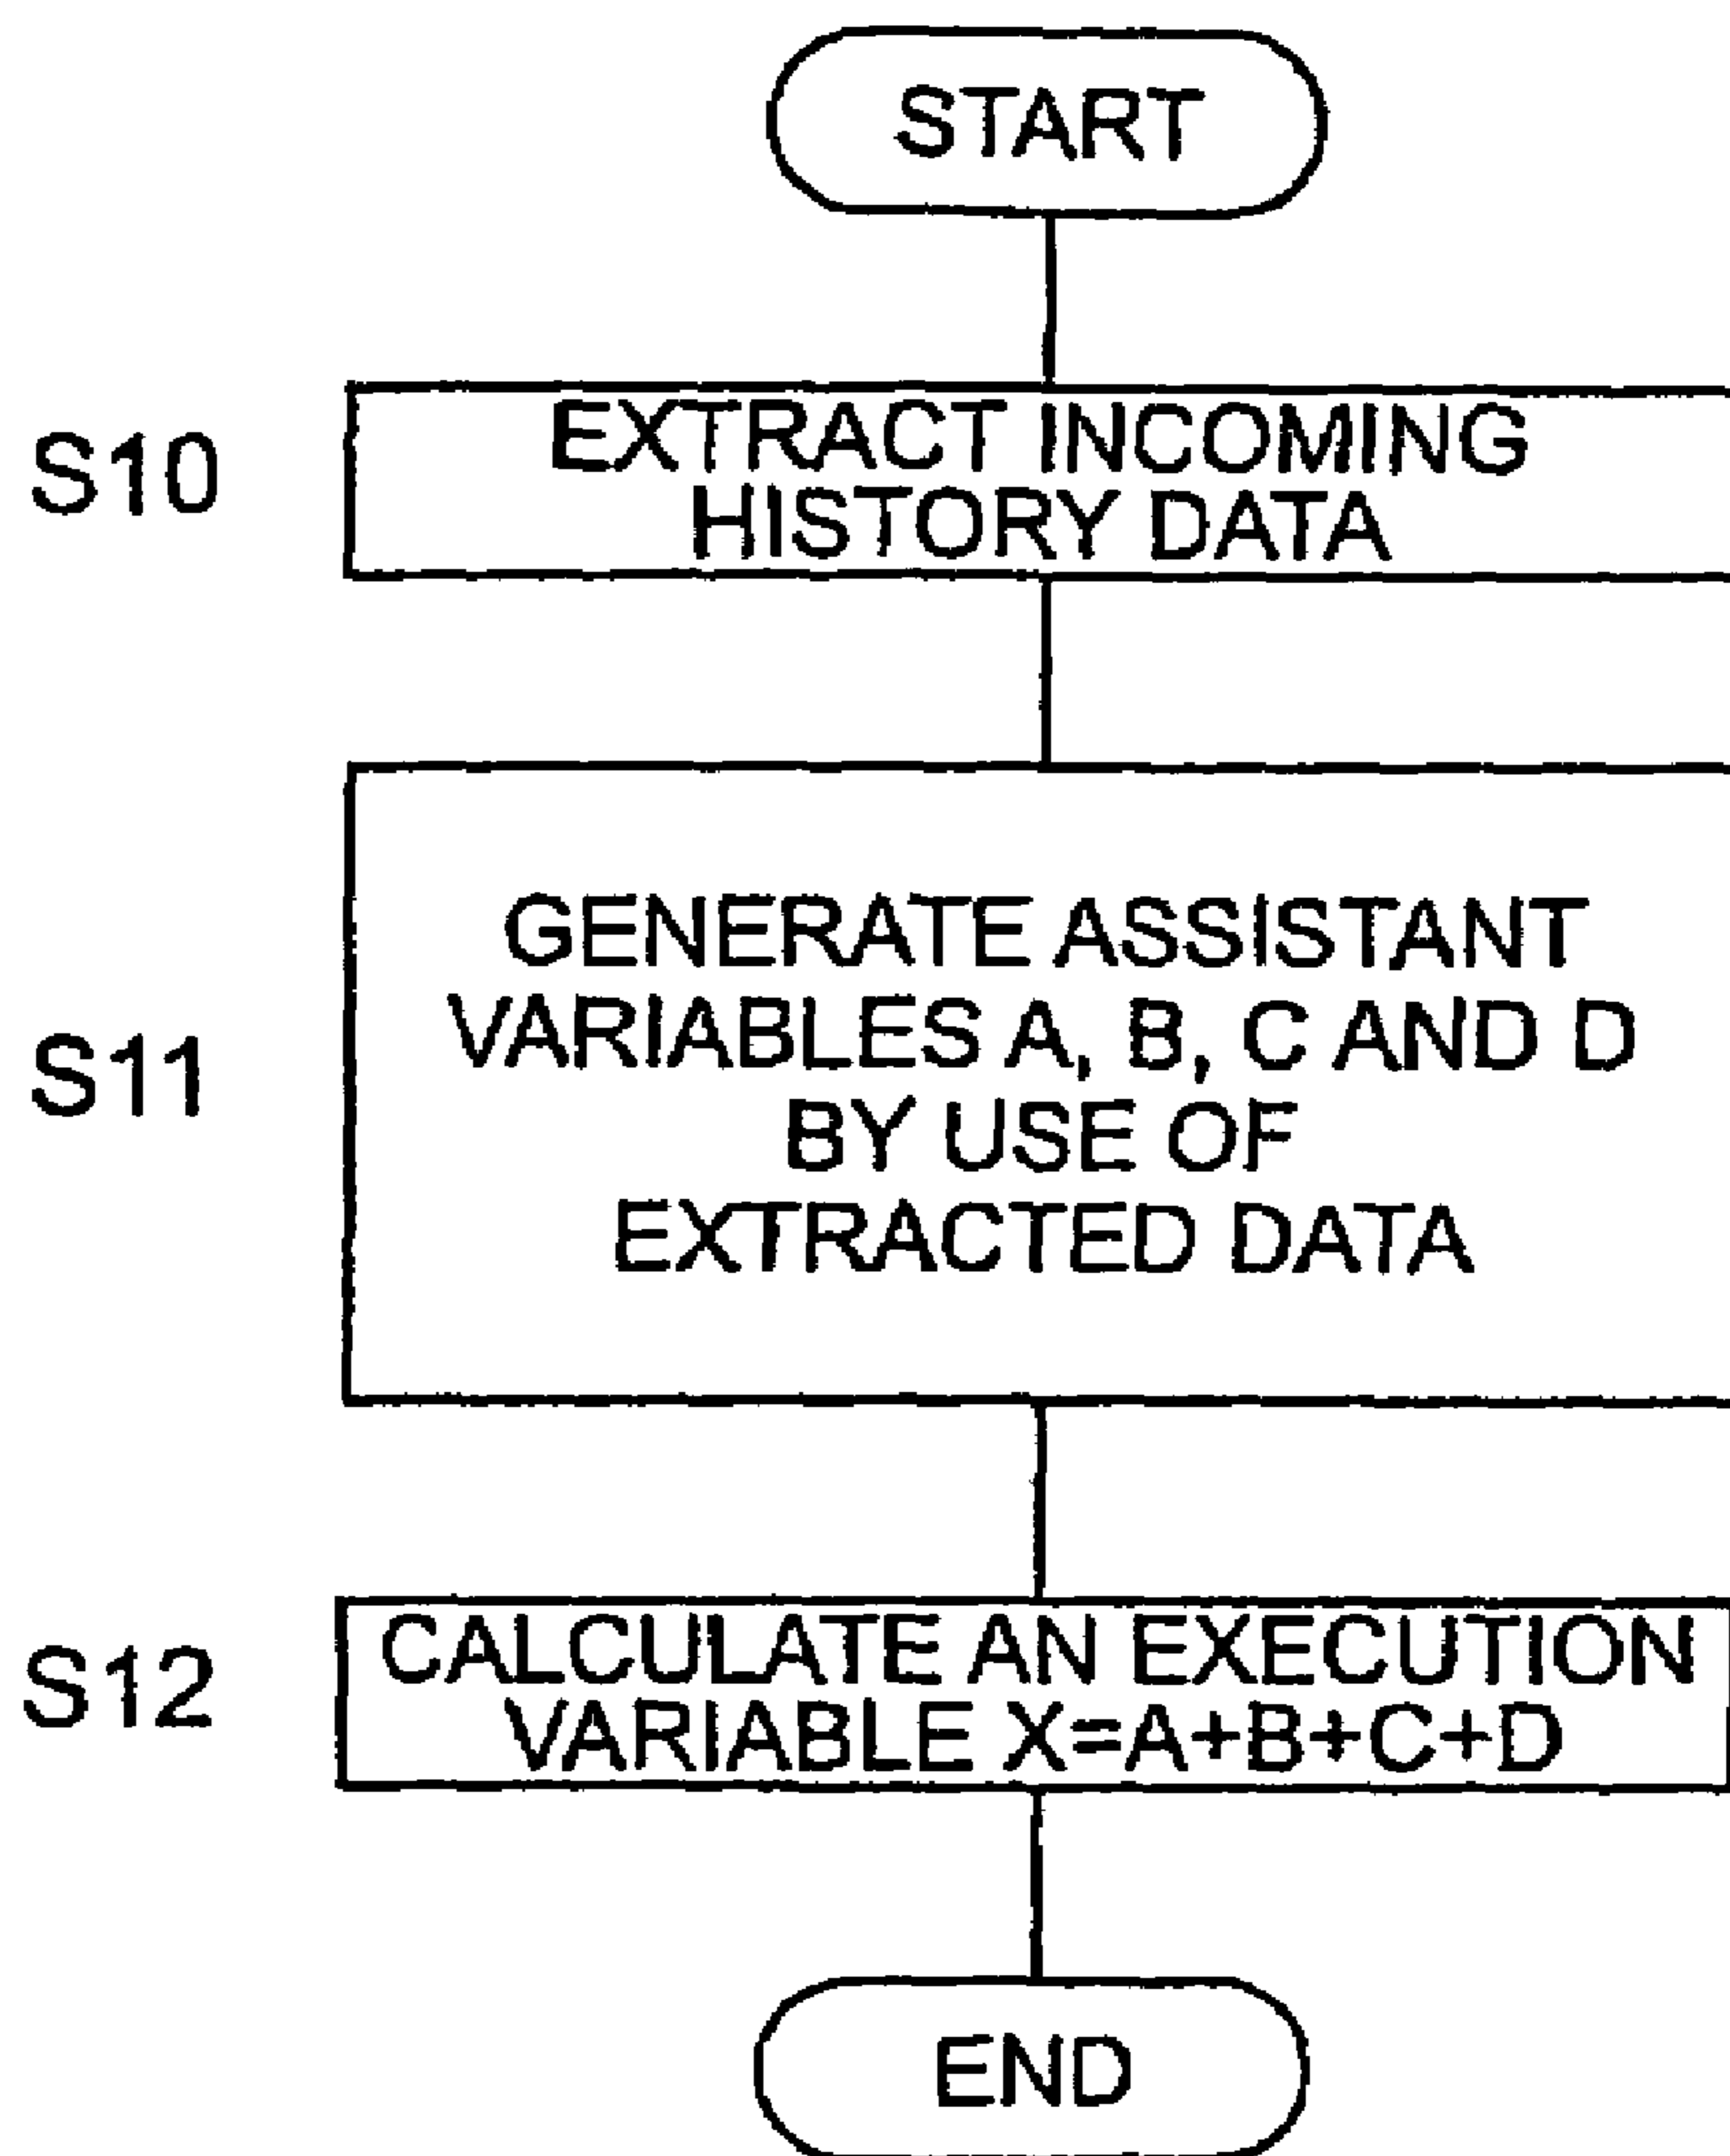 START
S10
EXTRACT INCOMING
HISTORY DATA
S11
GENERATE ASSISTANT
VARIABLES A, B, C AND D
BY USE OF
EXTRACTED DATA
S12
CALCULATE AN EXECUTION
VARIABLE X=A+B+C+D
END